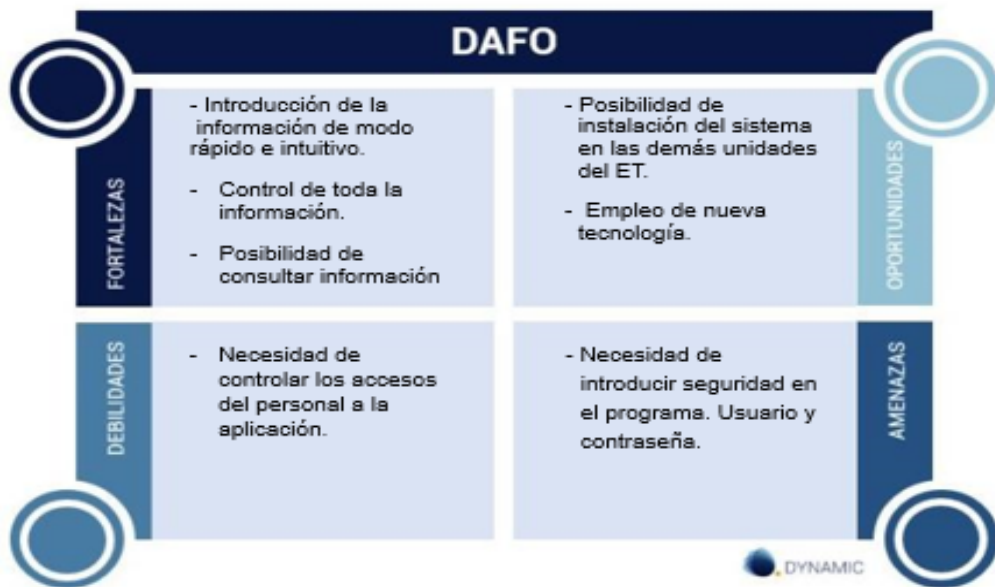 DAFO
FORTALEZAS
- Introducción de la
información de modo
rápido e intuitivo.
- Control de toda la
información.
- Posibilidad de
consultar información
OPORTUNIDADES
- Posibilidad de
instalación del sistema
en las demás unidades
del ET.
- Empleo de nueva
tecnología.
DEBILIDADES
- Necesidad de
controlar los accesos
del personal a la
aplicación.
AMENAZAS
- Necesidad de
introducir seguridad en
el programa. Usuario y
contraseña.
DYNAMIC